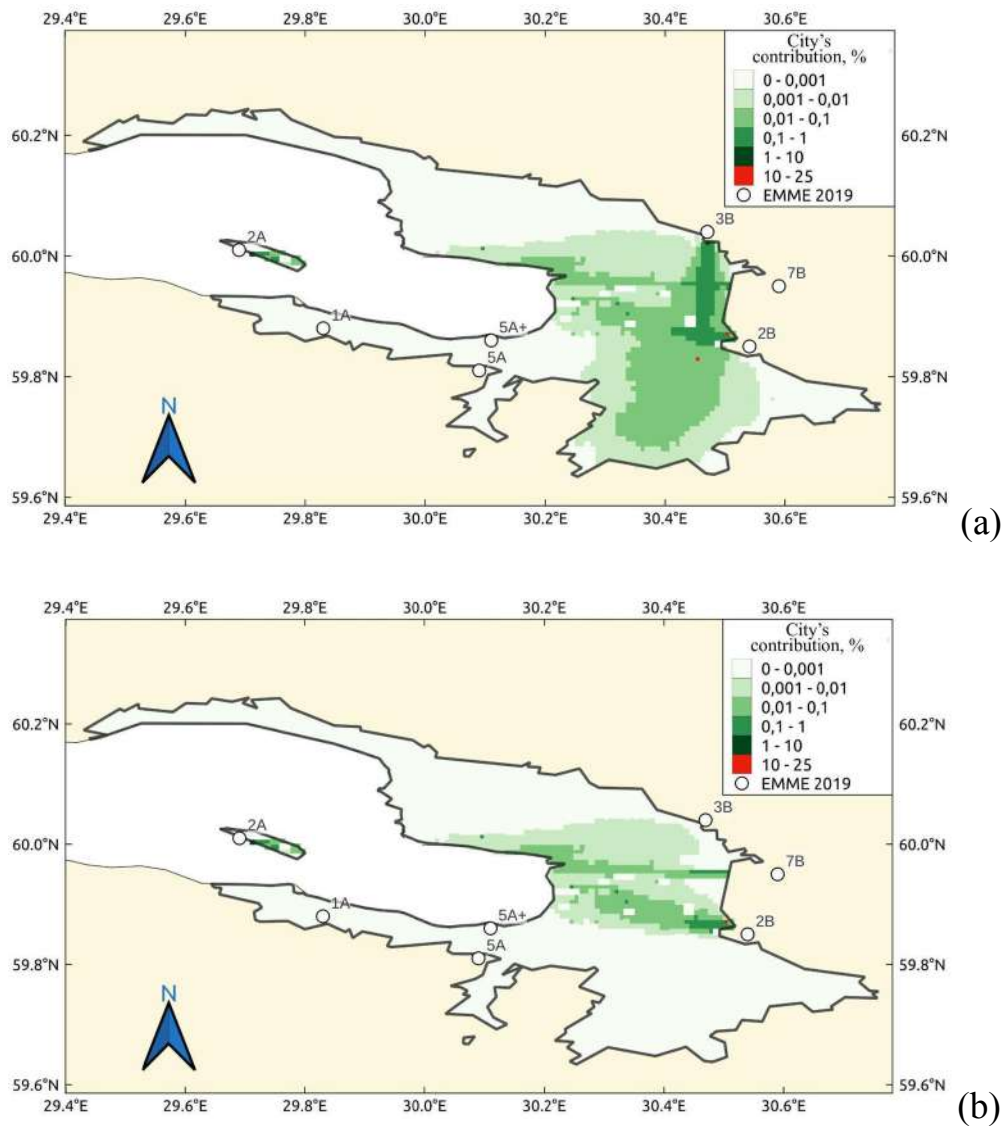 29.4°E 29.6°E 29.8°E 30.0°E 30.2°E 30.4°E 30.6°E
City's
contribution, %
0 - 0,001
0,001 - 0,01
0,01 - 0,1
0,1 - 1
1 - 10
10 - 25
EMME 2019
60.2°N
3B
2A
60.0°N 60.0°N
7B
1A
5A+
2B
5A
59.8°N 59.8°N
N
59.6°N 59.6°N
29.4°E 29.6°E 29.8°E 30.0°E 30.2°E 30.4°E 30.6°E
(a)
29.4°E 29.6°E 29.8°E 30.0°E 30.2°E 30.4°E 30.6°E
City's
contribution, %
0 - 0,001
0,001 - 0,01
0,01 - 0,1
0,1 - 1
1 - 10
10 - 25
EMME 2019
60.2°N 60.2°N
3B
2A
60.0°N 60.0°N
7B
1A
5A+
2B
5A
59.8°N 59.8°N
N
59.6°N 59.6°N
29.4°E 29.6°E 29.8°E 30.0°E 30.2°E 30.4°E 30.6°E
(b)